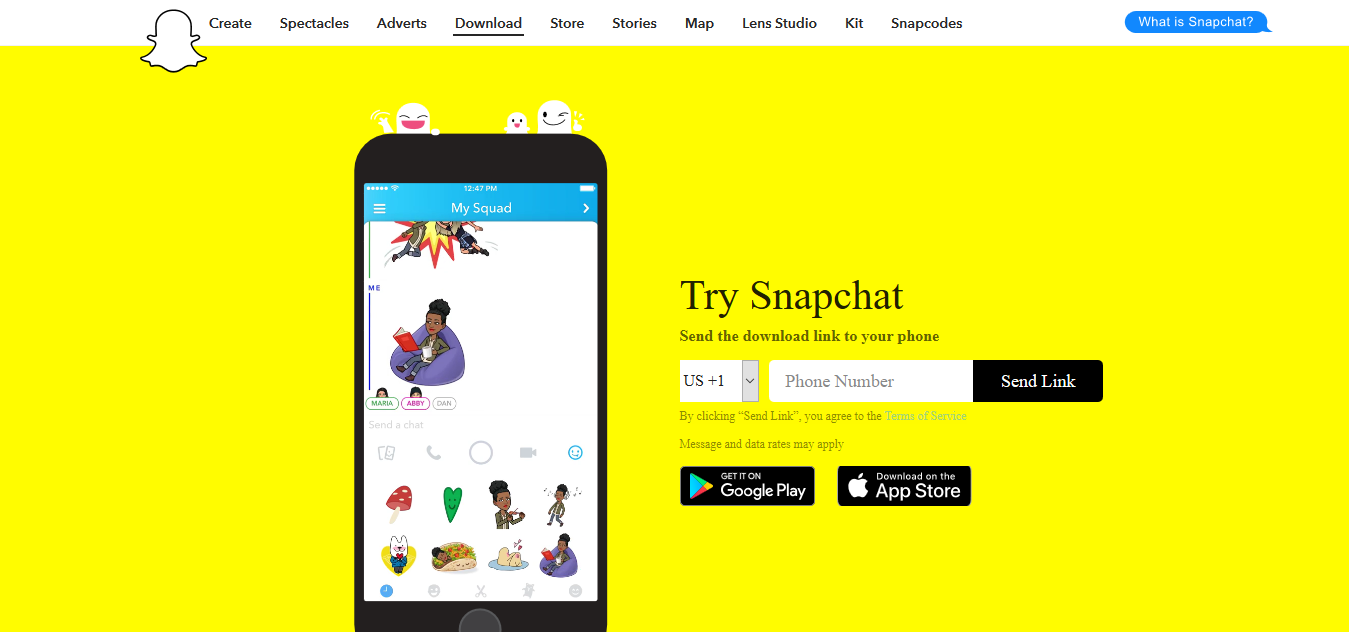 Create Spectacles Adverts Download Store Stories Map Lens Studio Kit Snapcodes What is Snapchat?
12:47 PM
My Squad
ME
MARIA ABBY DAN
Send a chat
Try Snapchat
Send the download link to your phone
US +1 Phone Number Send Link
By clicking “Send Link”, you agree to the Terms of Service
Message and data rates may apply
GET IT ON
Google Play
Download on the
App Store